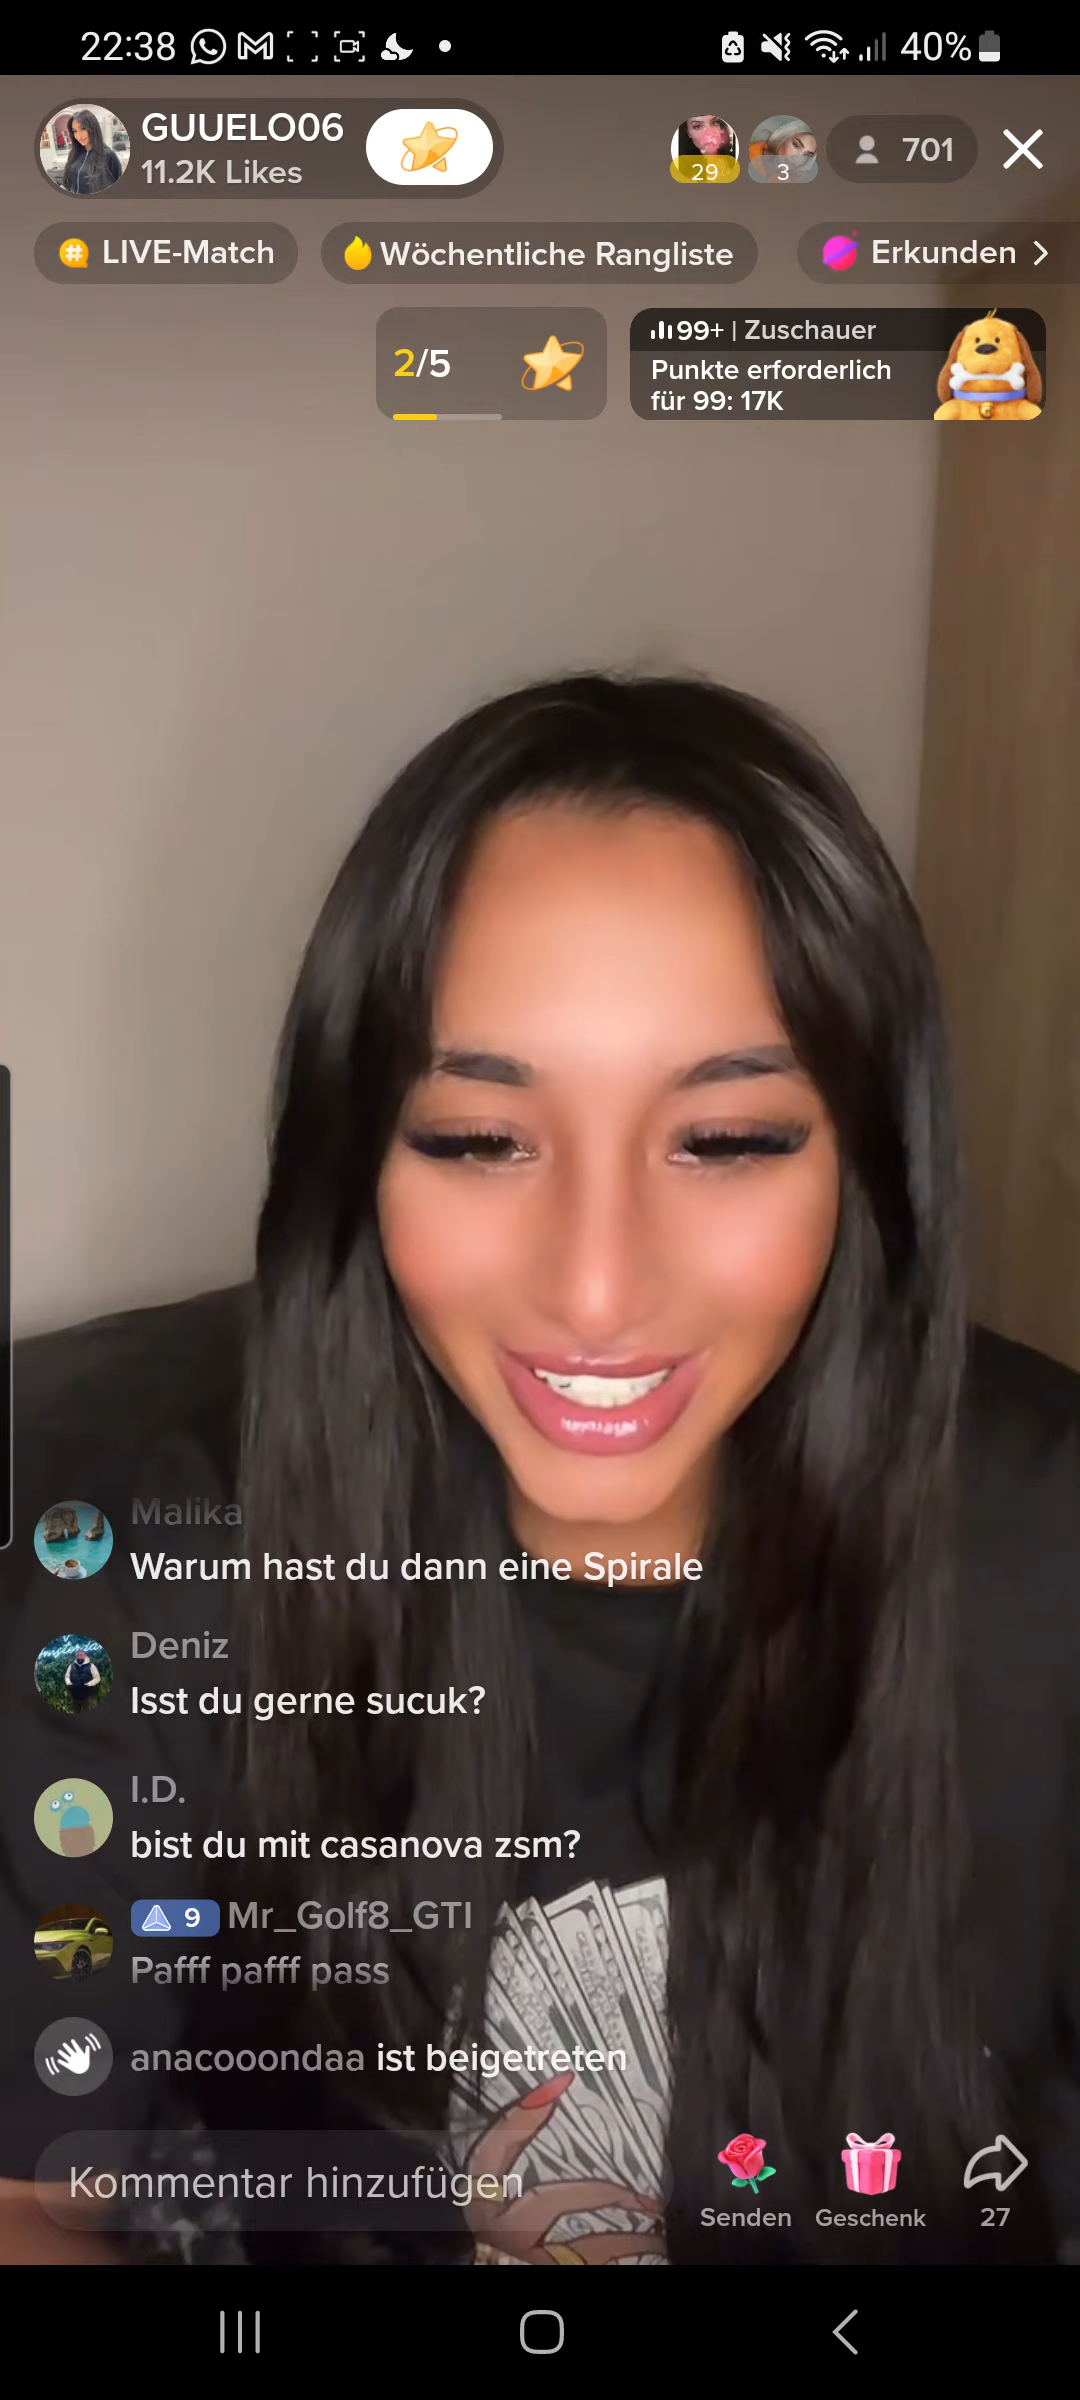 22:38
40%
GUUELO06
11.2K Likes
29
3
701
LIVE-Match
Wöchentliche Rangliste
Erkunden
2/5
99+ | Zuschauer
Punkte erforderlich
für 99: 17K
Malika
Warum hast du dann eine Spirale
Deniz
Isst du gerne sucuk?
I.D.
bist du mit casanova zsm?
9 Mr_Golf8_GTI
Pafff pafff pass
anacooondaa ist beigetreten
Kommentar hinzufügen
Senden
Geschenk
27